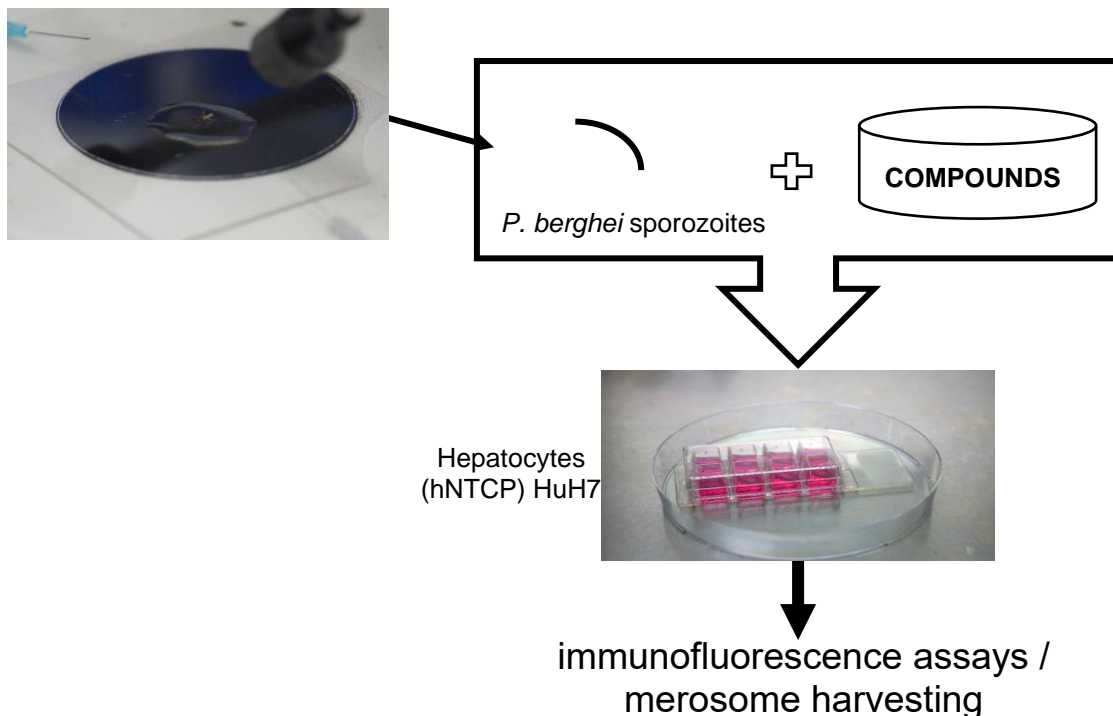 P. berghei sporozoites
COMPOUNDS
Hepatocytes
(hNTCP) HuH7
immunofluorescence assays /
merosome harvesting